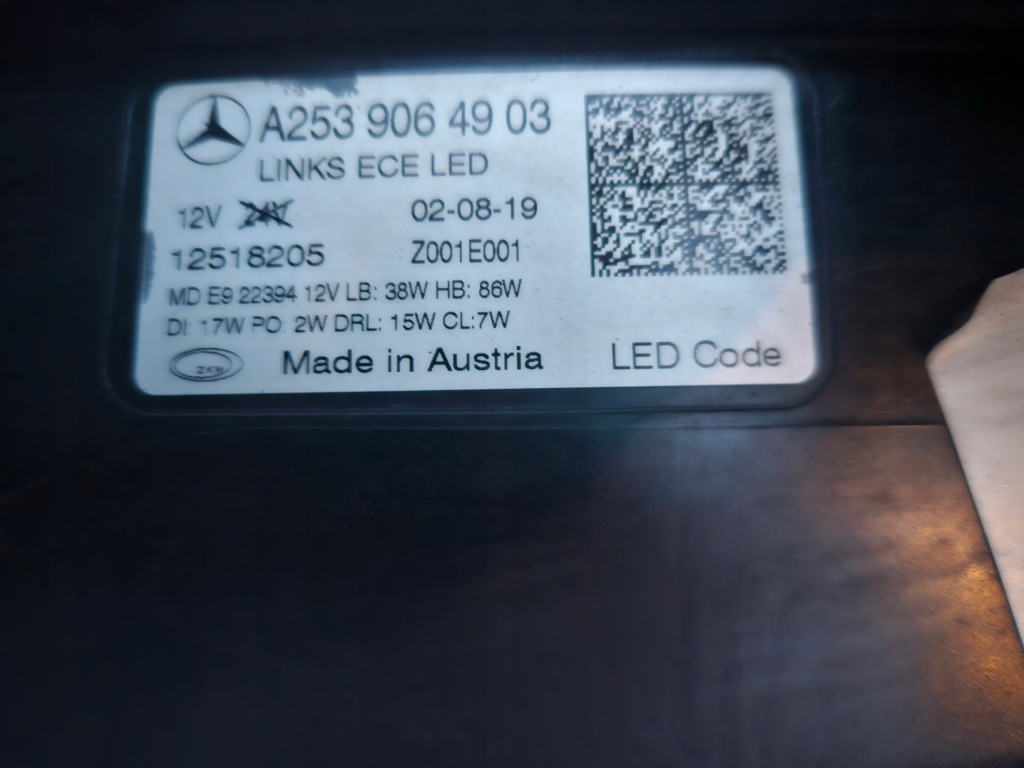 A253 906 49 03
LINKS ECE LED
12V 24V 02-08-19
12518205 Z001E001
MD E9 22394 12V LB: 38W HB: 86W
DI: 17W PO: 2W DRL: 15W CL:7W
ZKW Made in Austria LED Code